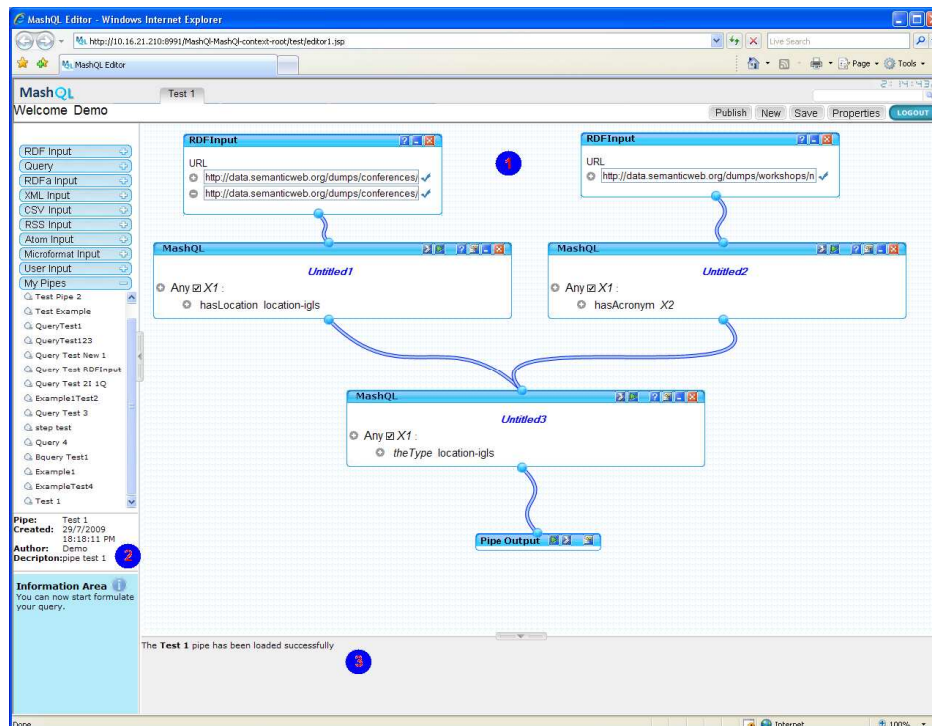 MashQL Editor - Windows Internet Explorer
http://10.16.21.210:8991/MashQl-MashQl-context-root/test/editor1.jsp
Live Search
MashQL Editor
Page Tools
MashQL
Test 1
Welcome Demo
Publish New Save Properties LOGOUT
RDF Input
Query
RDFa Input
XML Input
CSV Input
RSS Input
Atom Input
Microformat Input
User Input
My Pipes
Test Pipe 2
Test Example
QueryTest1
QueryTest123
Query Test New 1
Query Test RDFInput
Query Test 2I 1Q
Example1Test2
Query Test 3
step test
Query 4
Bquery Test1
Example1
ExampleTest4
Test 1
Pipe: Test 1
Created: 29/7/2009
18:18:11 PM
Author: Demo
Decripton:pipe test 1
2
Information Area
You can now start formulate
your query.
RDFInput
URL
http://data.semanticweb.org/dumps/conferences/
http://data.semanticweb.org/dumps/conferences/
1
RDFInput
URL
http://data.semanticweb.org/dumps/workshops/n
MashQL
Untitled1
Any X1 :
hasLocation location-igls
MashQL
Untitled2
Any X1 :
hasAcronym X2
MashQL
Untitled3
Any X1 :
theType location-igls
Pipe Output
The Test 1 pipe has been loaded successfully
3
Done
Internet
100%